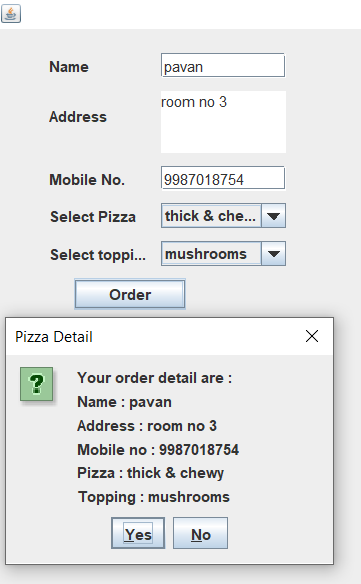 Name pavan
Address room no 3
Mobile No. 9987018754
Select Pizza thick & che...
Select toppi... mushrooms
Order
Pizza Detail
Your order detail are :
Name : pavan
Address : room no 3
Mobile no : 9987018754
Pizza : thick & chewy
Topping : mushrooms
Yes No